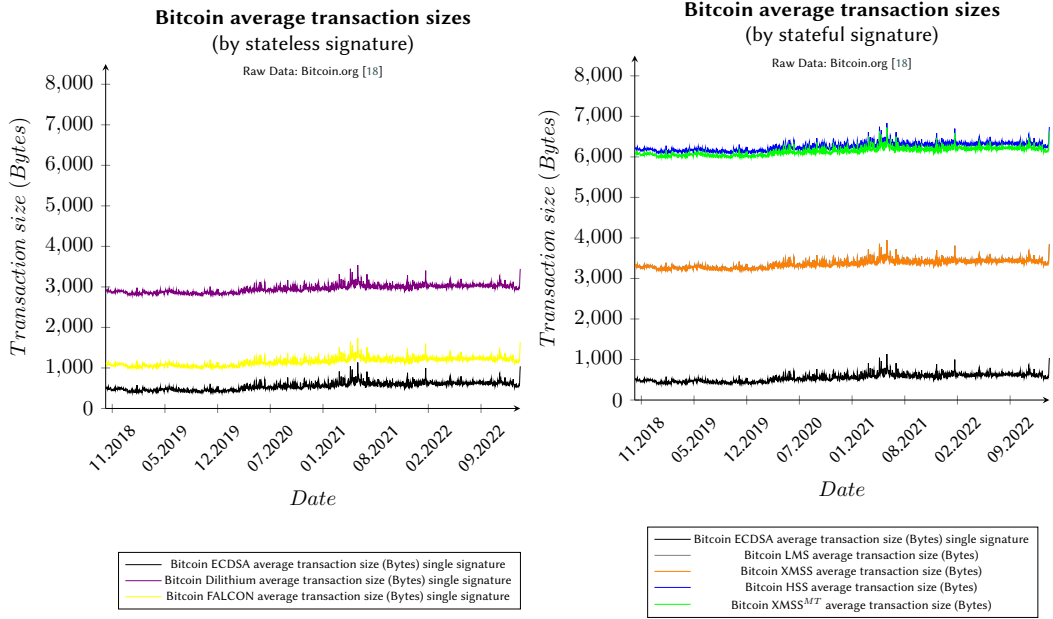 Bitcoin average transaction sizes
(by stateless signature)
Raw Data: Bitcoin.org [18]
8,000
7,000
6,000
5,000
4,000
3,000
2,000
1,000
0
Transaction size (Bytes)
11.2018
05.2019
12.2019
07.2020
01.2021
08.2021
02.2022
09.2022
Date
Bitcoin ECDSA average transaction size (Bytes) single signature
Bitcoin Dilithium average transaction size (Bytes) single signature
Bitcoin FALCON average transaction size (Bytes) single signature
Bitcoin average transaction sizes
(by stateful signature)
Raw Data: Bitcoin.org [18]
8,000
7,000
6,000
5,000
4,000
3,000
2,000
1,000
0
Transaction size (Bytes)
11.2018
05.2019
12.2019
07.2020
01.2021
08.2021
02.2022
09.2022
Date
Bitcoin ECDSA average transaction size (Bytes) single signature
Bitcoin LMS average transaction size (Bytes)
Bitcoin XMSS average transaction size (Bytes)
Bitcoin HSS average transaction size (Bytes)
Bitcoin XMSS^MT average transaction size (Bytes)